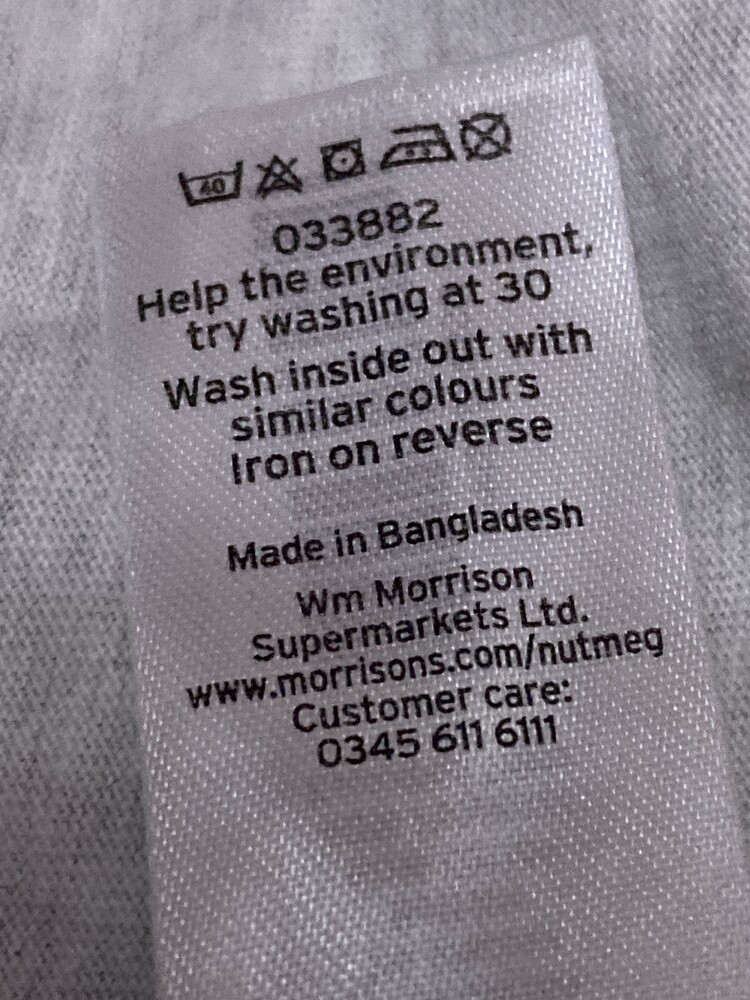 40
033882
Help the environment,
try washing at 30
Wash inside out with
similar colours
Iron on reverse
Made in Bangladesh
Wm Morrison
Supermarkets Ltd.
www.morrisons.com/nutmeg
Customer care:
0345 611 6111